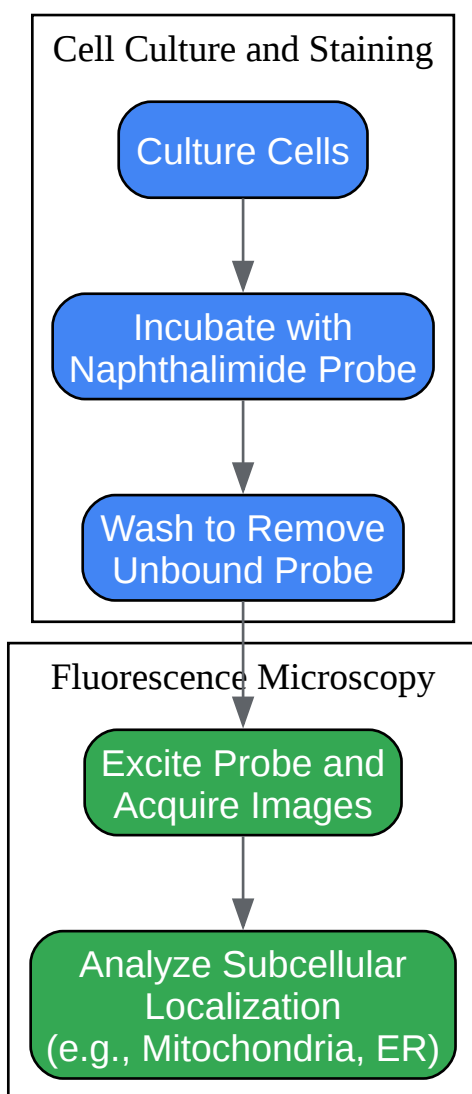 Cell Culture and Staining
Culture Cells
Incubate with
Naphthalimide Probe
Wash to Remove
Unbound Probe
Fluorescence Microscopy
Excite Probe and
Acquire Images
Analyze Subcellular
Localization
(e.g., Mitochondria, ER)